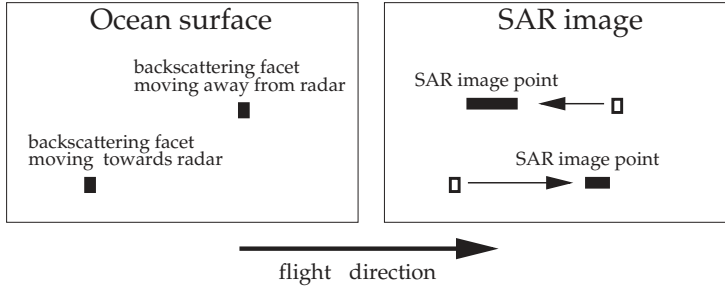 Ocean surface
backscattering facet
moving away from radar
backscattering facet
moving towards radar
SAR image
SAR image point
SAR image point
flight direction